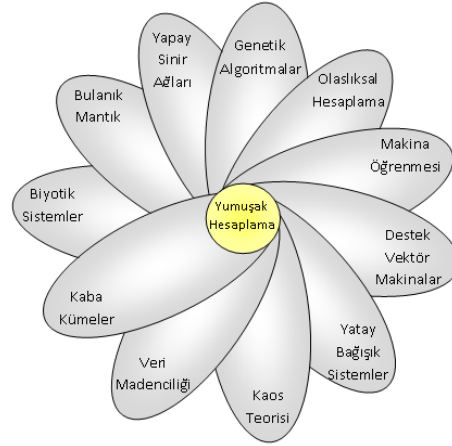 Yapay
Sinir
Ağları
Genetik
Algoritmalar
Olaslıksal
Hesaplama
Makina
Öğrenmesi
Destek
Vektör
Makinalar
Yatay
Bağışık
Sistemler
Kaos
Teorisi
Veri
Madenciliği
Kaba
Kümeler
Biyotik
Sistemler
Bulanık
Mantık
Yumuşak
Hesaplama